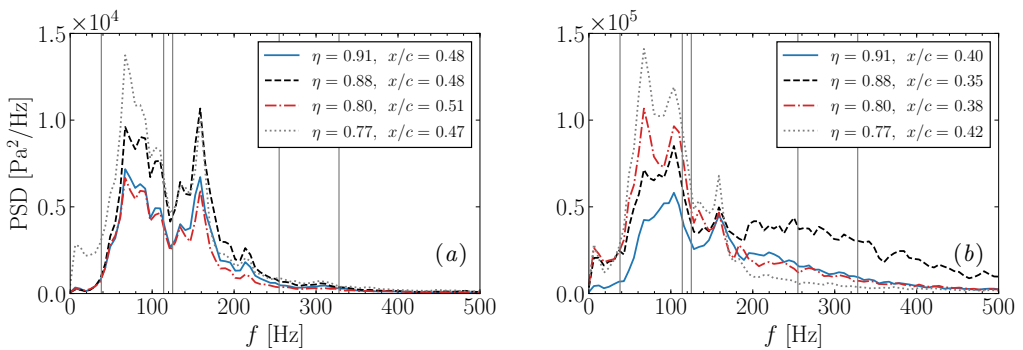 ×10⁴
1.5
1.0
0.5
0.0
PSD [Pa²/Hz]
η = 0.91, x/c = 0.48
η = 0.88, x/c = 0.48
η = 0.80, x/c = 0.51
η = 0.77, x/c = 0.47
(a)
0 100 200 300 400 500
f [Hz]
×10⁵
1.5
1.0
0.5
0.0
η = 0.91, x/c = 0.40
η = 0.88, x/c = 0.35
η = 0.80, x/c = 0.38
η = 0.77, x/c = 0.42
(b)
0 100 200 300 400 500
f [Hz]